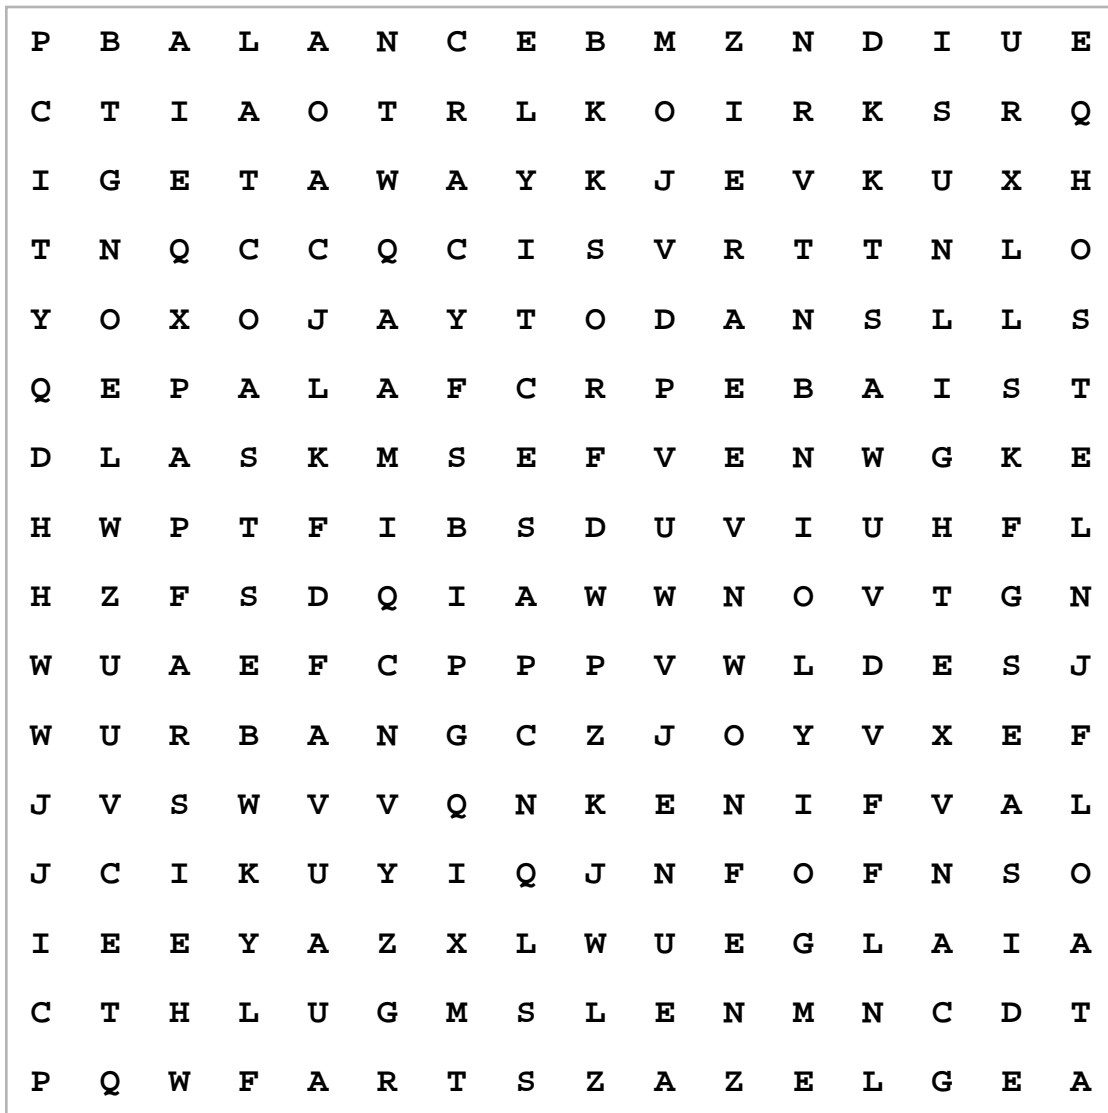 P B A L A N C E B M Z N D I U E
C T I A O T R L K O I R K S R Q
I G E T A W A Y K J E V K U X H
T N Q C C Q C I S V R T T N L O
Y O X O J A Y T O D A N S L L S
Q E P A L A F C R P E B A I S T
D L A S K M S E F V E N W G K E
H W P T F I B S D U V I U H F L
H Z F S D Q I A W W N O V T G N
W U A E F C P P P V W L D E S J
W U R B A N G C Z J O Y V X E F
J V S W V V Q N K E N I F V A L
J C I K U Y I Q J N F O F N S O
I E E Y A Z X L W U E G L A I A
C T H L U G M S L E N M N C D T
P Q W F A R T S Z A Z E L G E A